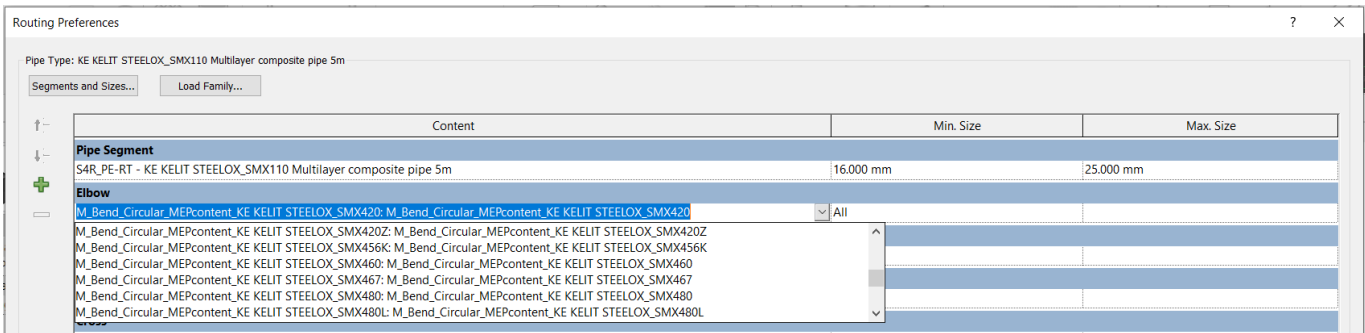 Routing Preferences ? ×
Pipe Type: KE KELIT STEELOX_SMX110 Multilayer composite pipe 5m
Segments and Sizes... Load Family...
Content Min. Size Max. Size
Pipe Segment
S4R_PE-RT - KE KELIT STEELOX_SMX110 Multilayer composite pipe 5m 16.000 mm 25.000 mm
Elbow
M_Bend_Circular_MEPcontent_KE KELIT STEELOX_SMX420: M_Bend_Circular_MEPcontent_KE KELIT STEELOX_SMX420 All
M_Bend_Circular_MEPcontent_KE KELIT STEELOX_SMX420Z: M_Bend_Circular_MEPcontent_KE KELIT STEELOX_SMX420Z
M_Bend_Circular_MEPcontent_KE KELIT STEELOX_SMX456K: M_Bend_Circular_MEPcontent_KE KELIT STEELOX_SMX456K
M_Bend_Circular_MEPcontent_KE KELIT STEELOX_SMX460: M_Bend_Circular_MEPcontent_KE KELIT STEELOX_SMX460
M_Bend_Circular_MEPcontent_KE KELIT STEELOX_SMX467: M_Bend_Circular_MEPcontent_KE KELIT STEELOX_SMX467
M_Bend_Circular_MEPcontent_KE KELIT STEELOX_SMX480: M_Bend_Circular_MEPcontent_KE KELIT STEELOX_SMX480
M_Bend_Circular_MEPcontent_KE KELIT STEELOX_SMX480L: M_Bend_Circular_MEPcontent_KE KELIT STEELOX_SMX480L